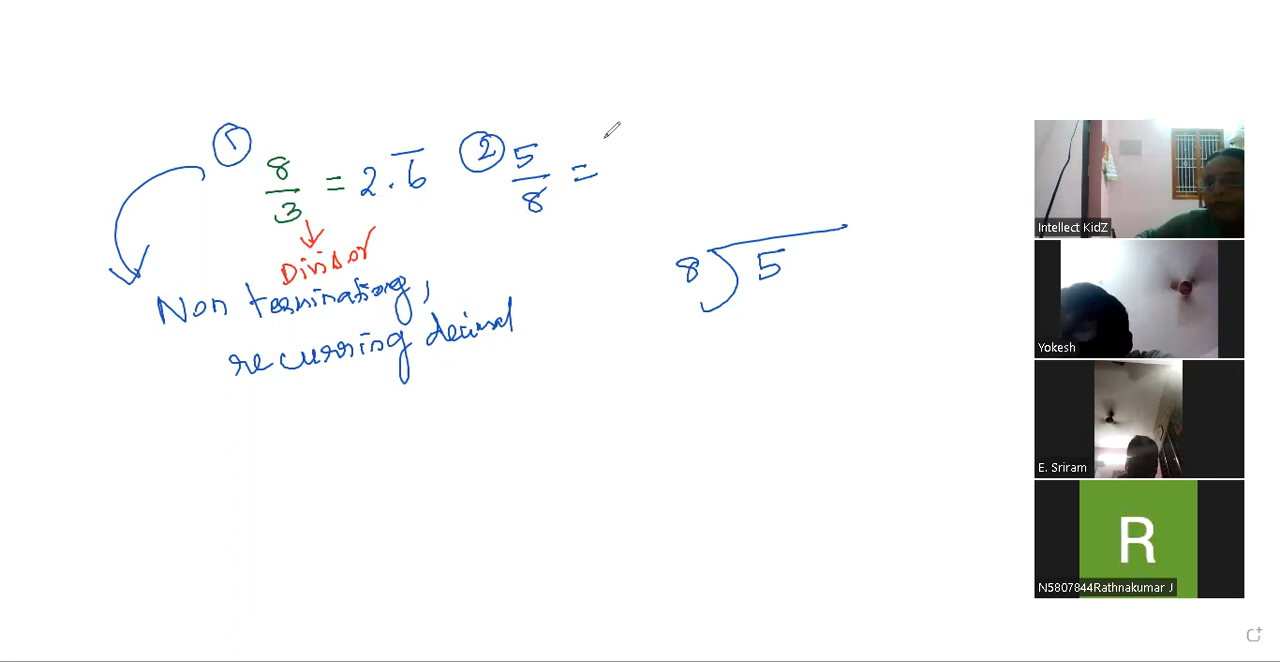 ① 8/3 = 2.6̅
Divisor
Non terminating,
recurring decimal
② 5/8 =
8)5
Intellect KidZ
Yokesh
E. Sriram
R
N5807844Rathnakumar J